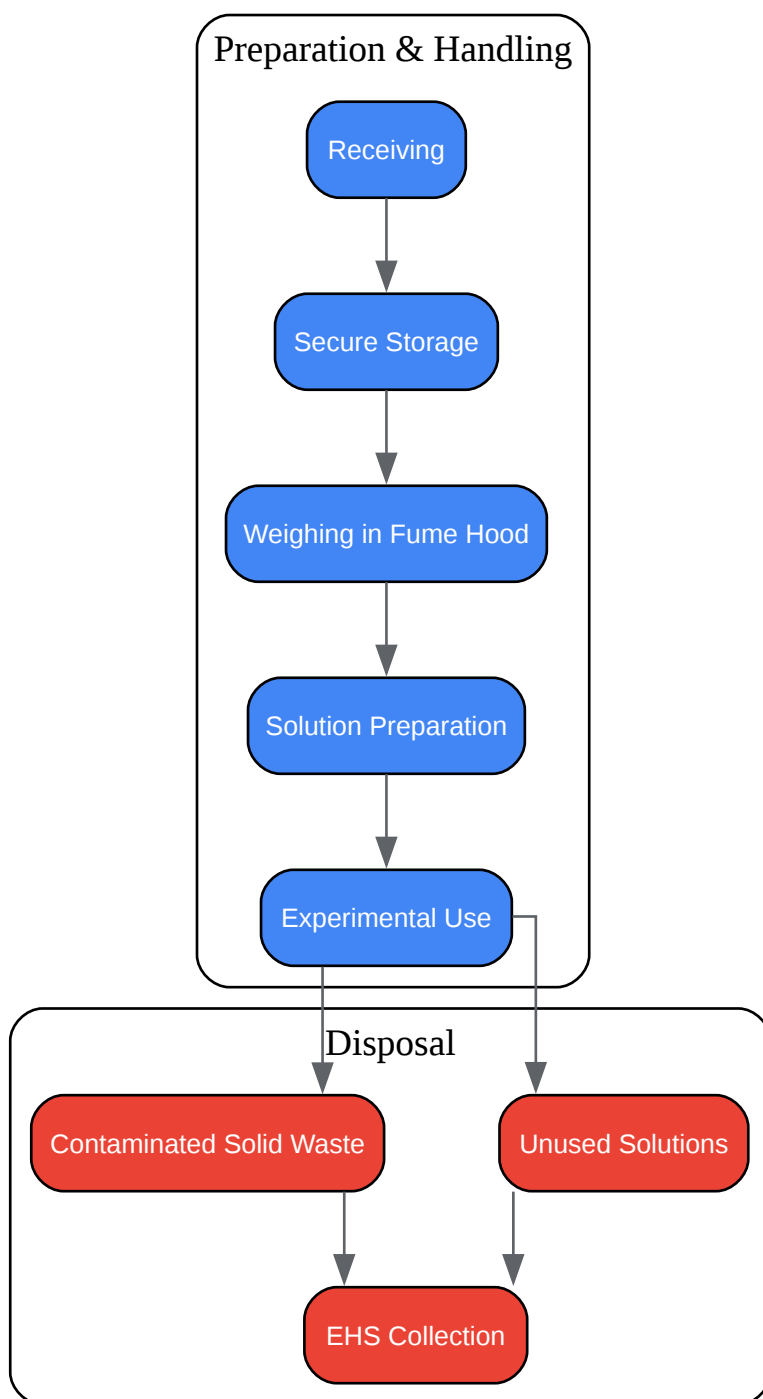 Preparation & Handling
Receiving
Secure Storage
Weighing in Fume Hood
Solution Preparation
Experimental Use
Disposal
Contaminated Solid Waste
Unused Solutions
EHS Collection